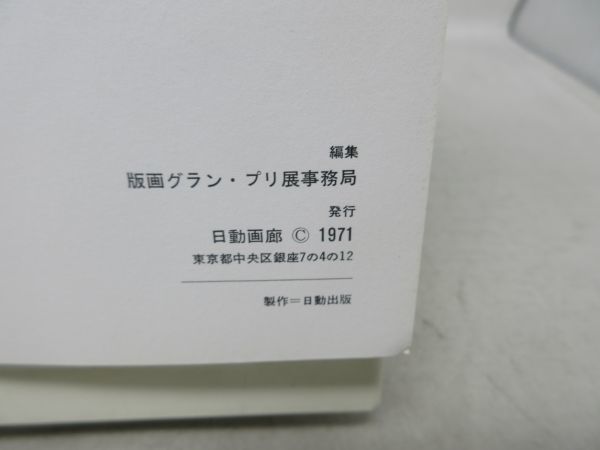 編集
版画グラン・プリ展事務局
発行
日動画廊 © 1971
東京都中央区銀座7の4の12
製作＝日動出版